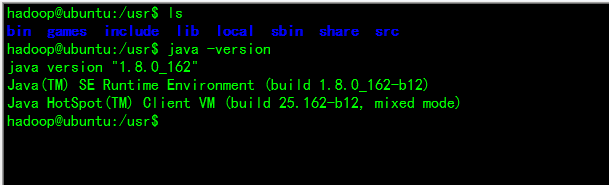 hadoop@ubuntu:/usr$ ls
bin  games  include  lib  local  sbin  share  src
hadoop@ubuntu:/usr$ java -version
java version "1.8.0_162"
Java(TM) SE Runtime Environment (build 1.8.0_162-b12)
Java HotSpot(TM) Client VM (build 25.162-b12, mixed mode)
hadoop@ubuntu:/usr$